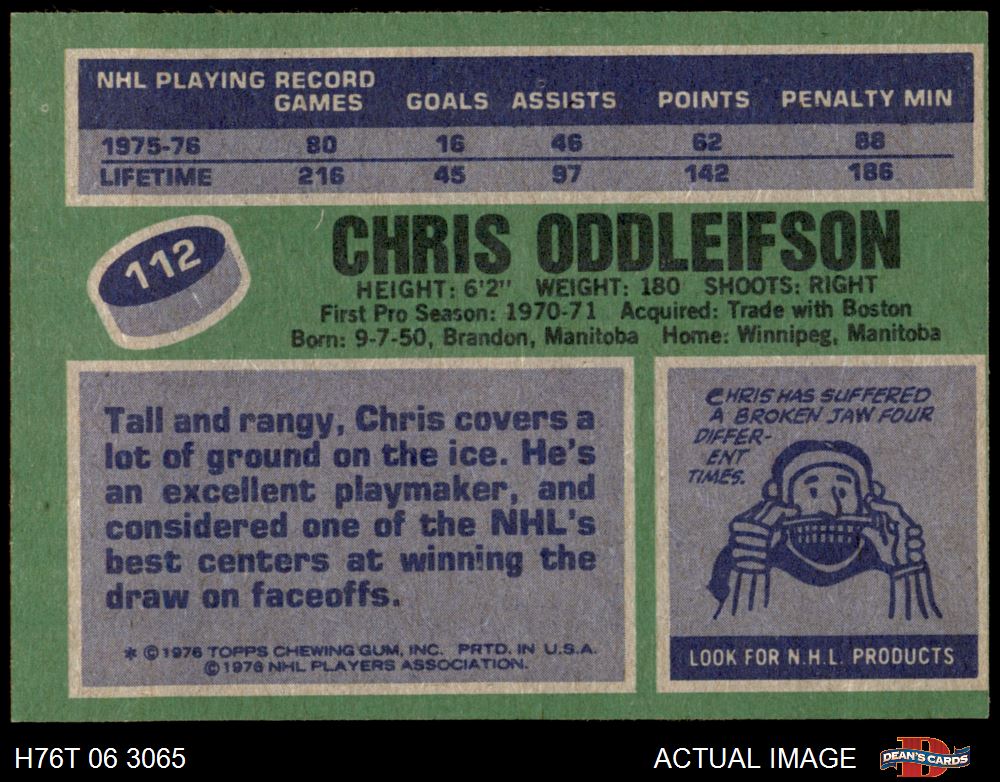 NHL PLAYING RECORD
GAMES GOALS ASSISTS POINTS PENALTY MIN
1975-76 80 16 46 62 88
LIFETIME 216 45 97 142 186
112
CHRIS ODDLEIFSON
HEIGHT: 6'2" WEIGHT: 180 SHOOTS: RIGHT
First Pro Season: 1970-71 Acquired: Trade with Boston
Born: 9-7-50, Brandon, Manitoba Home: Winnipeg, Manitoba
Tall and rangy, Chris covers a
lot of ground on the ice. He's
an excellent playmaker, and
considered one of the NHL's
best centers at winning the
draw on faceoffs.
* © 1976 TOPPS CHEWING GUM, INC. PRTD. IN U.S.A.
© 1976 NHL PLAYERS ASSOCIATION.
CHRIS HAS SUFFERED
A BROKEN JAW FOUR
DIFFER-
ENT
TIMES.
LOOK FOR N.H.L. PRODUCTS
H76T 06 3065
ACTUAL IMAGE
DEAN'S CARDS